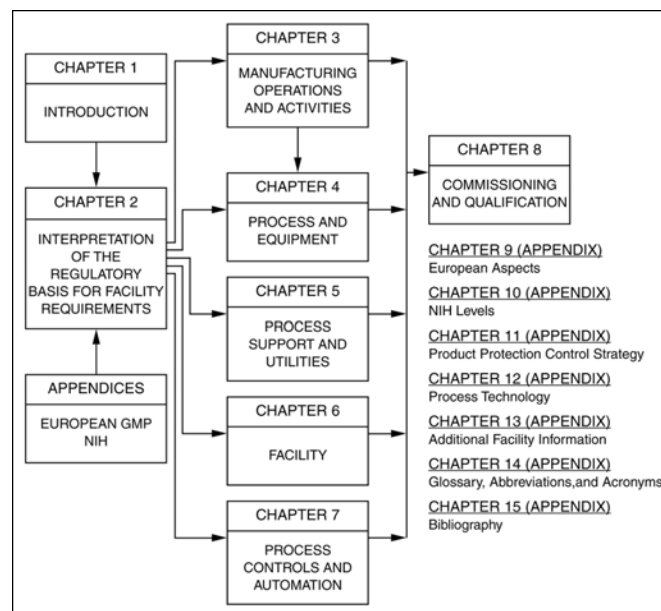 CHAPTER 1
INTRODUCTION
CHAPTER 2
INTERPRETATION
OF THE
REGULATORY
BASIS FOR FACILITY
REQUIREMENTS
APPENDICES
EUROPEAN GMP
NIH
CHAPTER 3
MANUFACTURING
OPERATIONS
AND ACTIVITIES
CHAPTER 4
PROCESS AND
EQUIPMENT
CHAPTER 5
PROCESS
SUPPORT AND
UTILITIES
CHAPTER 6
FACILITY
CHAPTER 7
PROCESS
CONTROLS AND
AUTOMATION
CHAPTER 8
COMMISSIONING
AND QUALIFICATION
CHAPTER 9 (APPENDIX)
European Aspects
CHAPTER 10 (APPENDIX)
NIH Levels
CHAPTER 11 (APPENDIX)
Product Protection Control Strategy
CHAPTER 12 (APPENDIX)
Process Technology
CHAPTER 13 (APPENDIX)
Additional Facility Information
CHAPTER 14 (APPENDIX)
Glossary, Abbreviations,and Acronyms
CHAPTER 15 (APPENDIX)
Bibliography